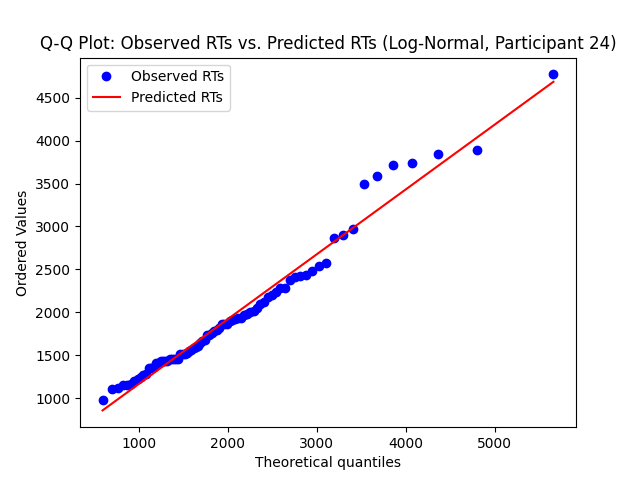 Q-Q Plot: Observed RTs vs. Predicted RTs (Log-Normal, Participant 24)
Observed RTs
Predicted RTs
Ordered Values
4500
4000
3500
3000
2500
2000
1500
1000
1000 2000 3000 4000 5000
Theoretical quantiles